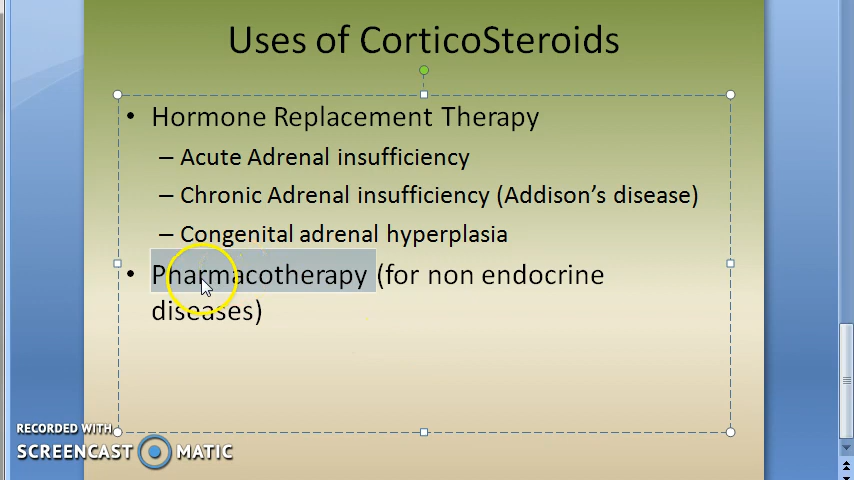 Uses of CorticoSteroids
• Hormone Replacement Therapy
– Acute Adrenal insufficiency
– Chronic Adrenal insufficiency (Addison’s disease)
– Congenital adrenal hyperplasia
• Pharmacotherapy (for non endocrine
diseases)
RECORDED WITH
SCREENCAST MATIC